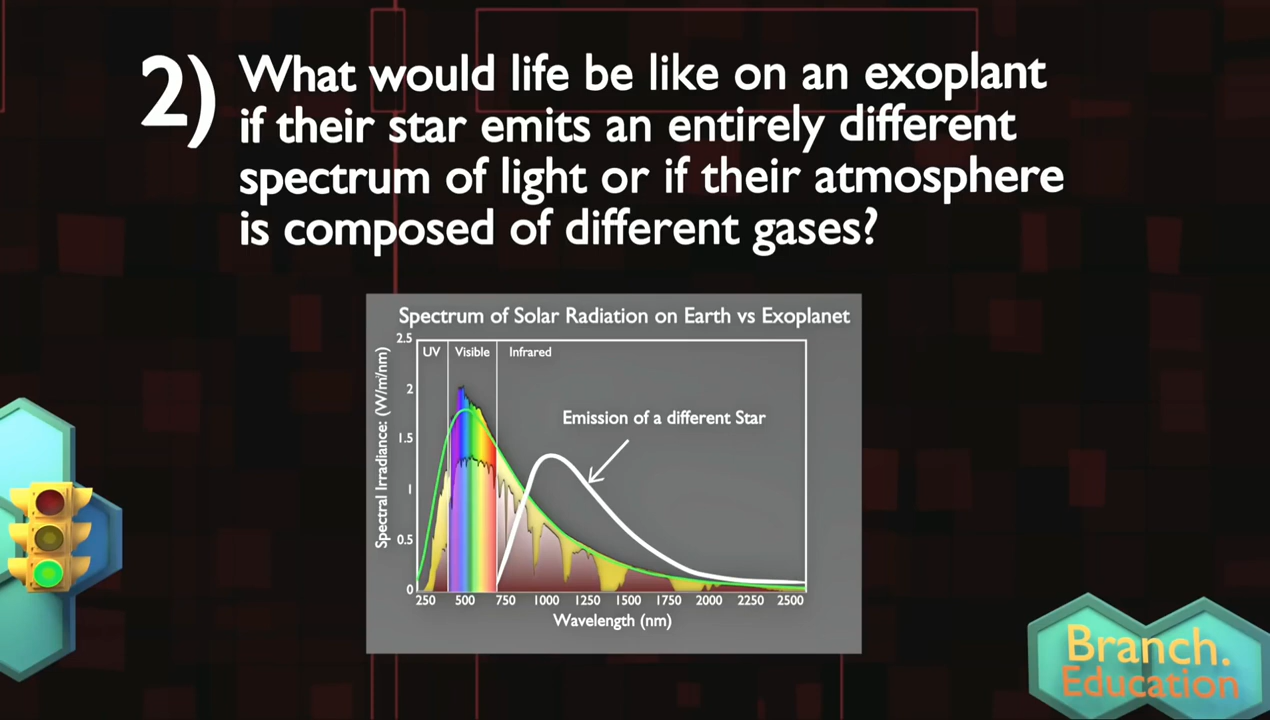 2) What would life be like on an exoplant
if their star emits an entirely different
spectrum of light or if their atmosphere
is composed of different gases?
Spectrum of Solar Radiation on Earth vs Exoplanet
Spectral Irradiance: (W/m/nm)
2.5
2
1.5
1
0.5
0
UV Visible Infrared
Emission of a different Star
250 500 750 1000 1250 1500 1750 2000 2250 2500
Wavelength (nm)
Branch.
Education